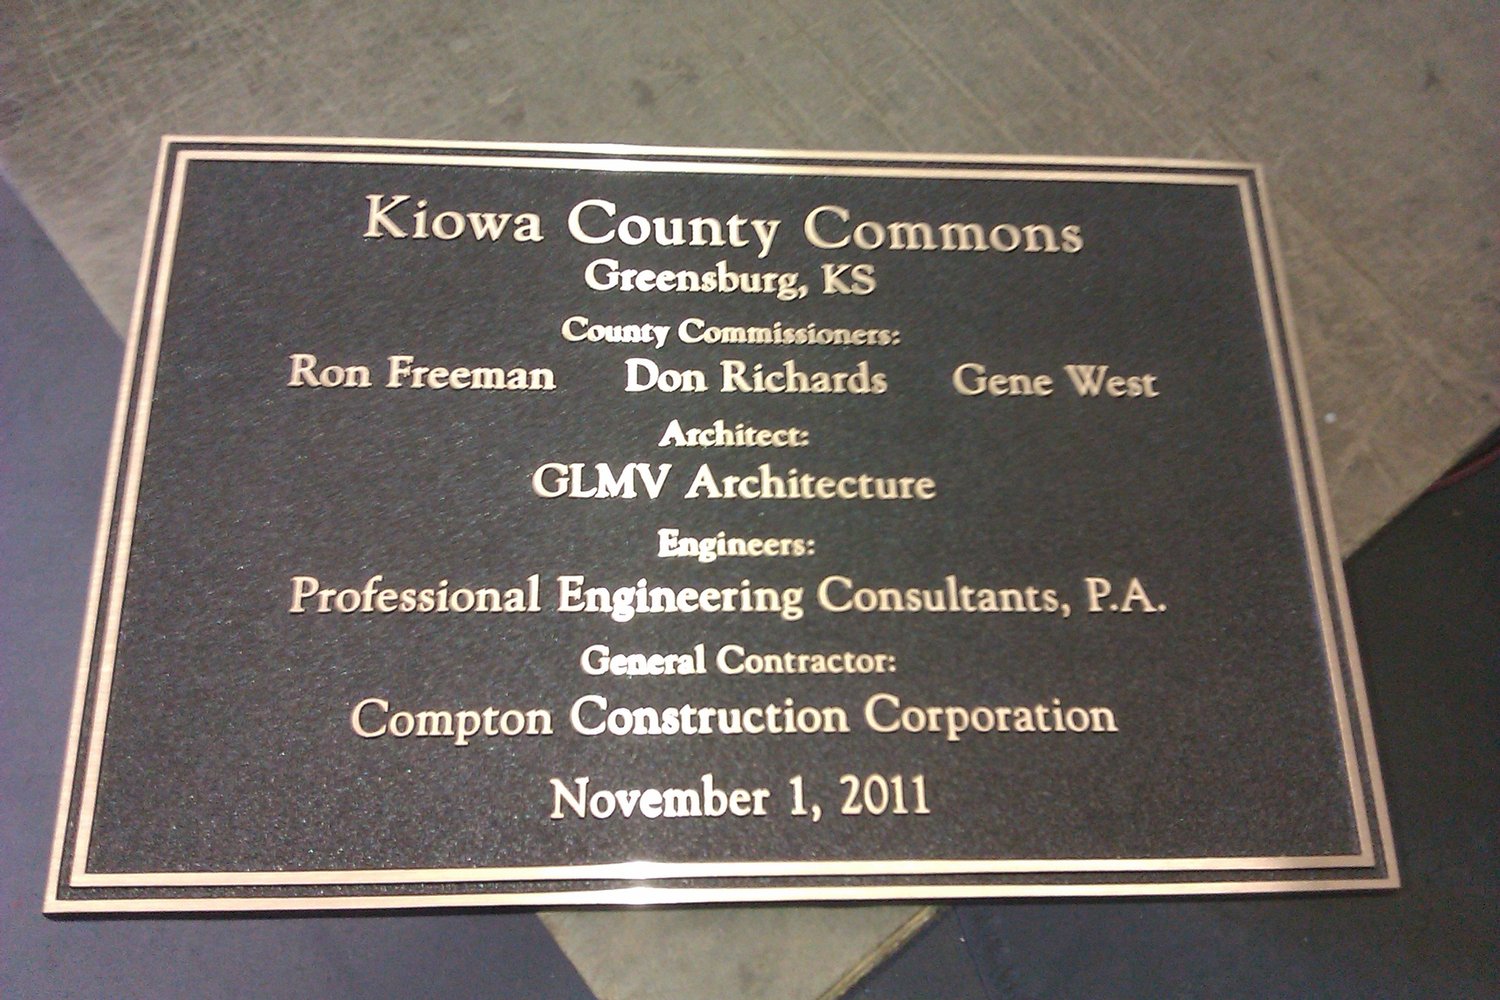 Kiowa County Commons
Greensburg, KS
County Commissioners:
Ron Freeman Don Richards Gene West
Architect:
GLMV Architecture
Engineers:
Professional Engineering Consultants, P.A.
General Contractor:
Compton Construction Corporation
November 1, 2011